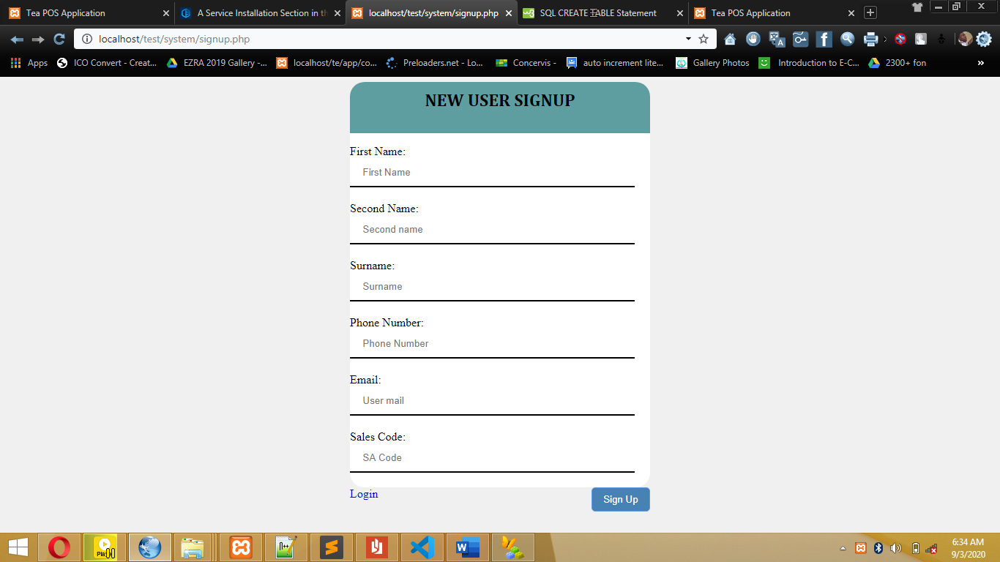 Tea POS Application
A Service Installation Section in th
localhost/test/system/signup.php
SQL CREATE TABLE Statement
Tea POS Application
localhost/test/system/signup.php
Apps
ICO Convert - Creat...
EZRA 2019 Gallery -...
localhost/te/app/co...
Preloaders.net - Lo...
Concervis -
auto increment lite...
Gallery Photos
Introduction to E-C...
2300+ fon
NEW USER SIGNUP
First Name:
First Name
Second Name:
Second name
Surname:
Surname
Phone Number:
Phone Number
Email:
User mail
Sales Code:
SA Code
Login
Sign Up
6:34 AM
9/3/2020